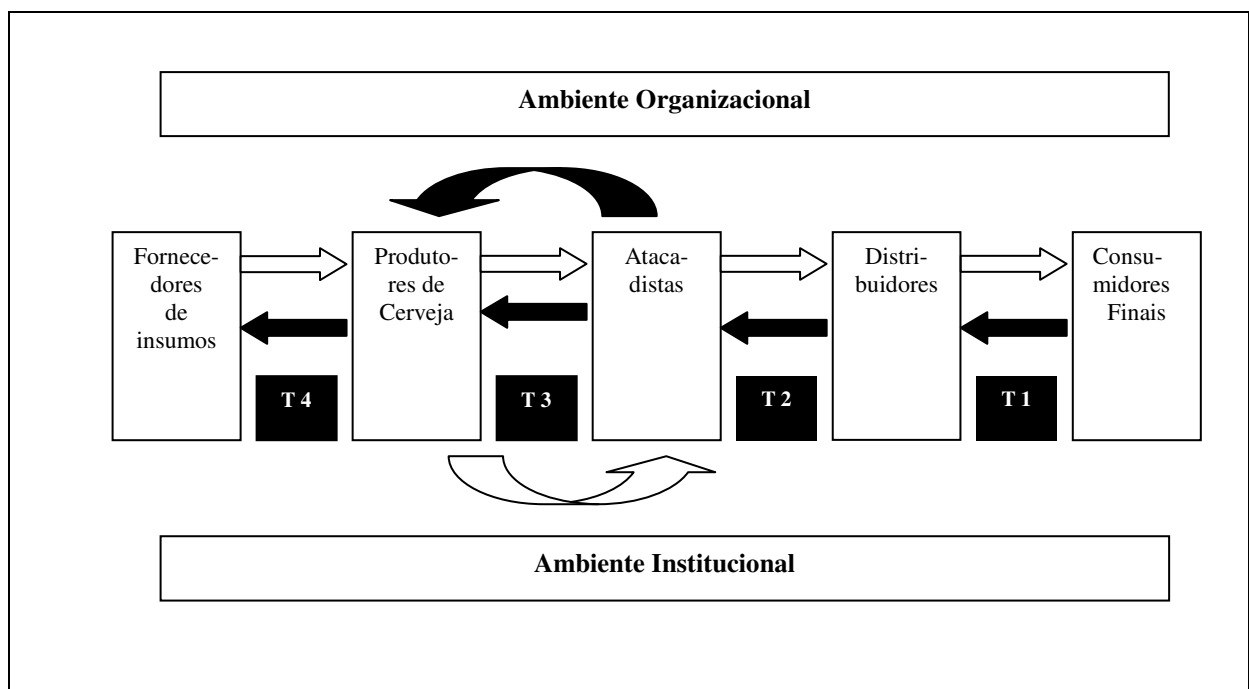 Ambiente Organizacional
Fornece-
dores
de
insumos
Produto-
res de
Cerveja
Ataca-
distas
Distri-
buidores
Consu-
midores
Finais
T 4
T 3
T 2
T 1
Ambiente Institucional